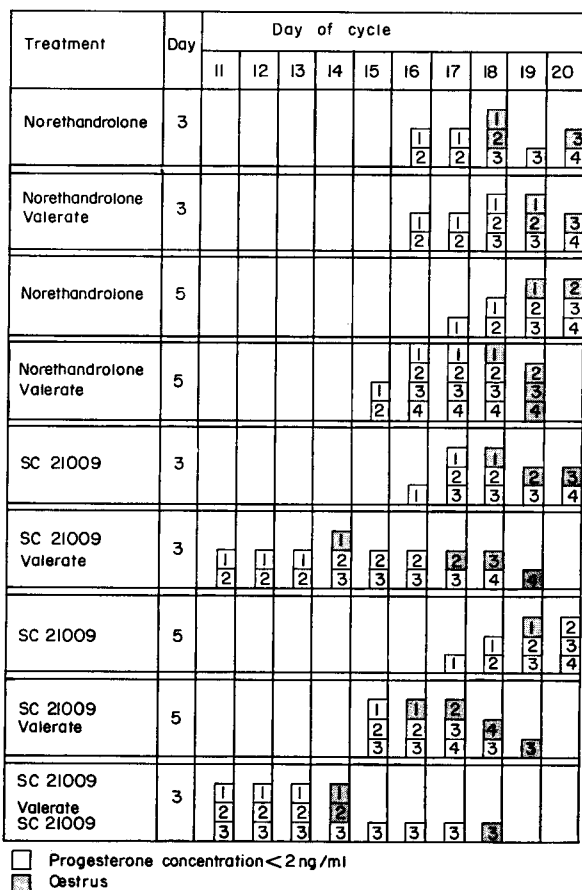 Treatment Day Day of cycle
11 12 13 14 15 16 17 18 19 20
Norethandrolone 3
1
1 1 2 3
2 2 3 3 4
Norethandrolone
Valerate 3
1 1
1 1 2 2 3
2 2 3 3 4
Norethandrolone 5
1 2
1 2 3
1 2 3 4
Norethandrolone
Valerate 5
1 1 1
2 2 2 2
1 3 3 3 3
2 4 4 4 4
SC 21009 3
1 1
2 2 2 3
1 3 3 3 4
SC 21009
Valerate 3
1
1 1 1 2 2 2 2 3
2 2 2 3 3 3 3 4 4
SC 21009 5
1 2
1 2 3
1 2 3 4
SC 21009
Valerate 5
1 1 2
2 2 3 4
3 3 4 3 3
SC 21009
Valerate 3
SC 21009
1 1 1 1
2 2 2 2
3 3 3 3 3 3 3 3
Progesterone concentration < 2 ng/ml
Œstrus